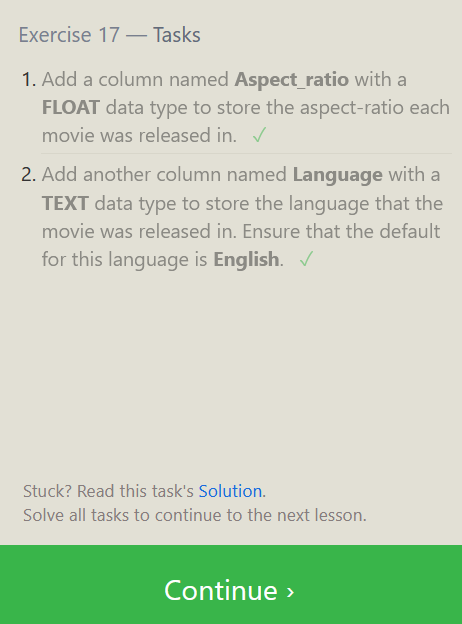 Exercise 17 — Tasks
1. Add a column named Aspect_ratio with a
FLOAT data type to store the aspect-ratio each
movie was released in. ✓
2. Add another column named Language with a
TEXT data type to store the language that the
movie was released in. Ensure that the default
for this language is English. ✓
Stuck? Read this task's Solution.
Solve all tasks to continue to the next lesson.
Continue ›